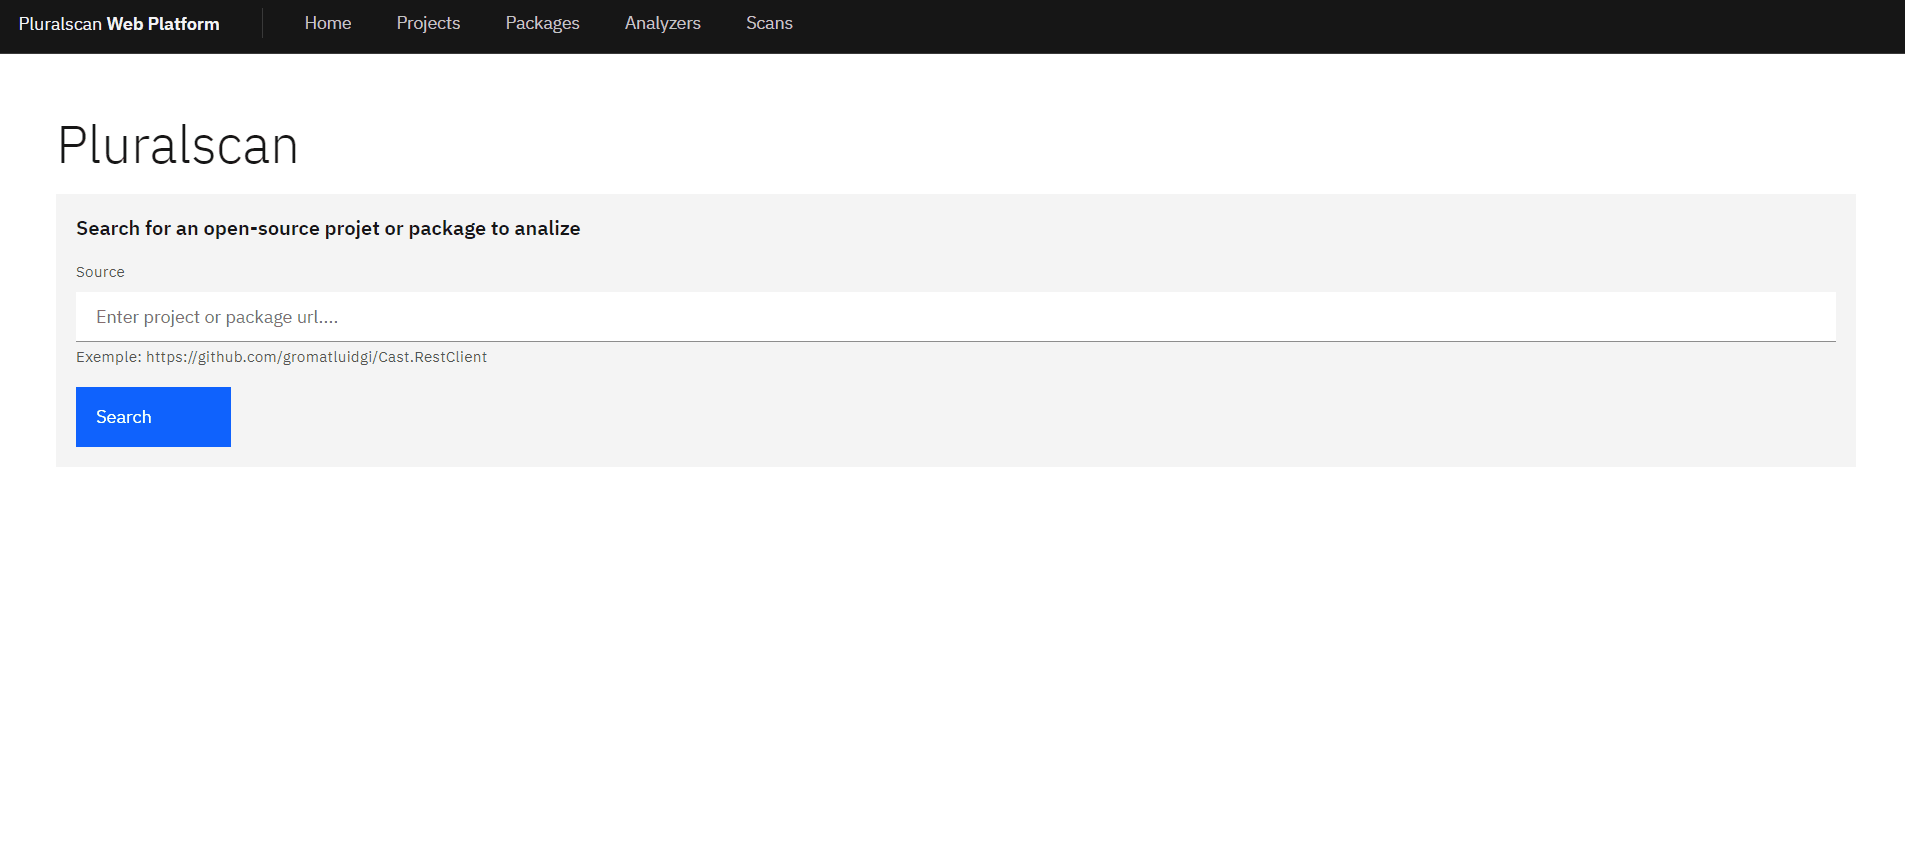 Pluralscan Web Platform Home Projects Packages Analyzers Scans
Pluralscan
Search for an open-source projet or package to analize
Source
Enter project or package url....
Exemple: https://github.com/gromatluidgi/Cast.RestClient
Search